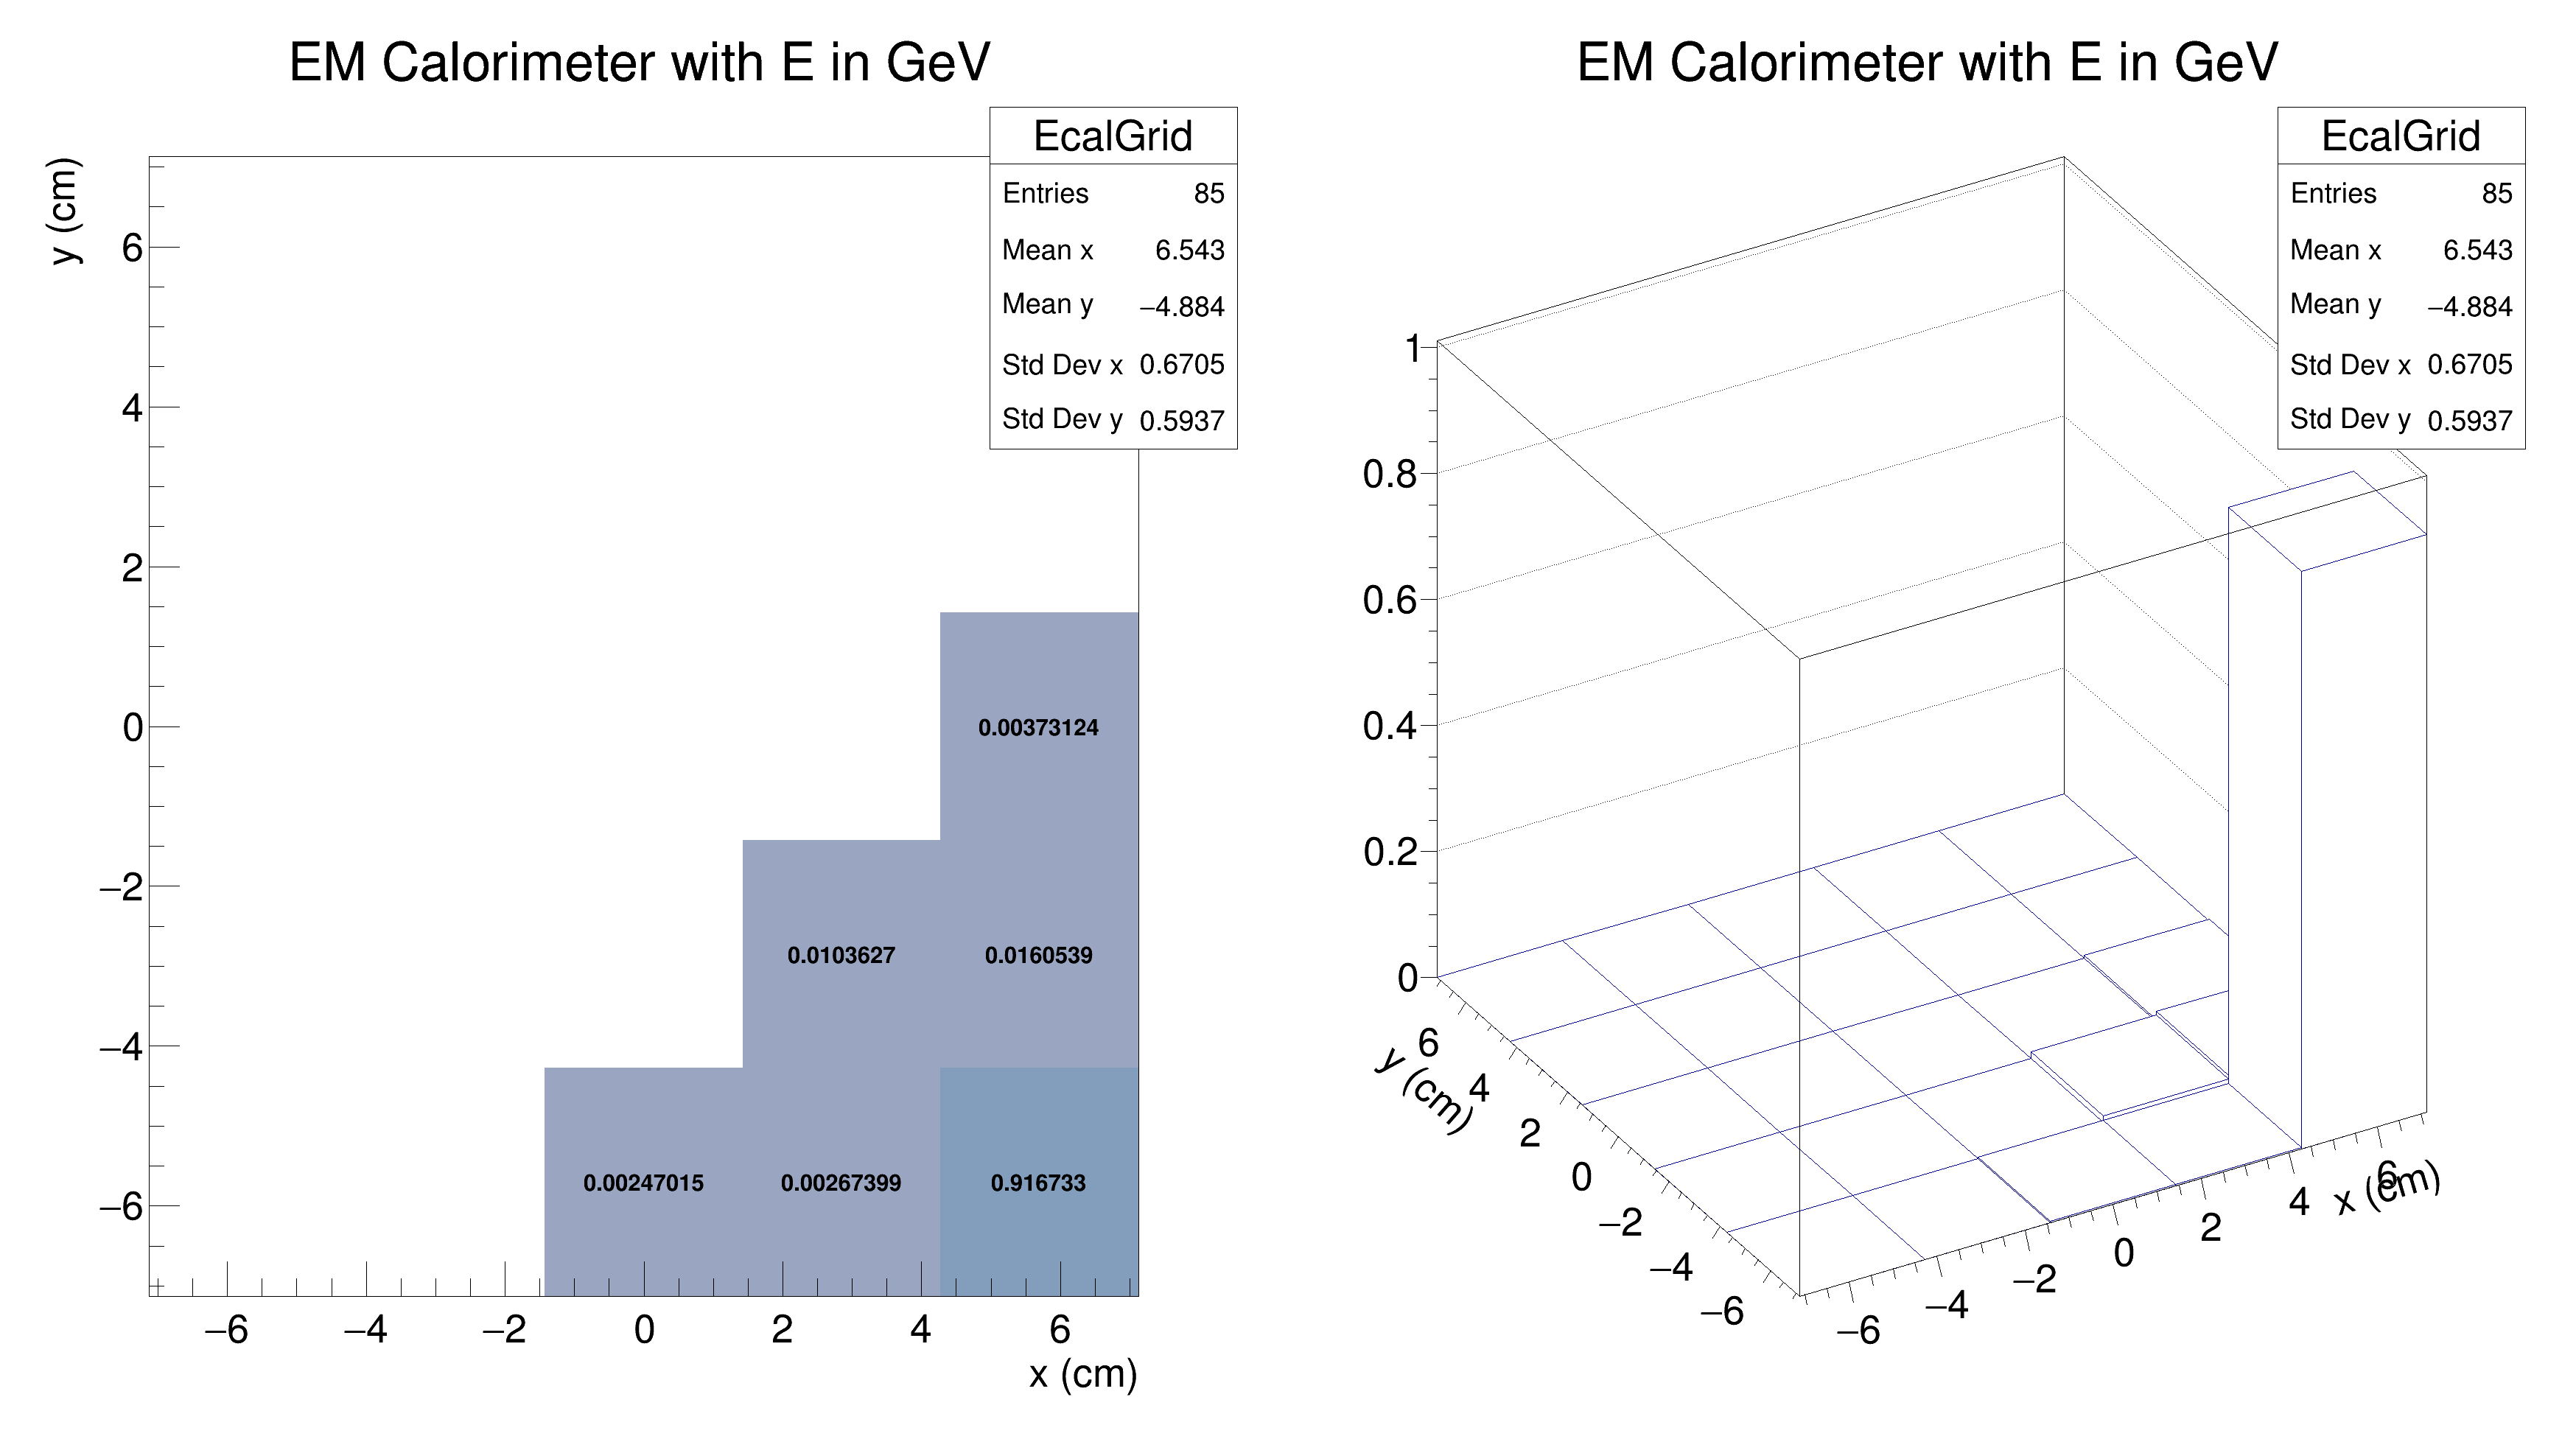 EM Calorimeter with E in GeV
EcalGrid
Entries 85
Mean x 6.543
Mean y −4.884
Std Dev x 0.6705
Std Dev y 0.5937
y (cm)
6
4
2
0
−2
−4
−6
0.00373124
0.0103627 0.0160539
0.00247015 0.00267399 0.916733
−6 −4 −2 0 2 4 6
x (cm)
EM Calorimeter with E in GeV
EcalGrid
Entries 85
Mean x 6.543
Mean y −4.884
Std Dev x 0.6705
Std Dev y 0.5937
1
0.8
0.6
0.4
0.2
0
6
4
2
0
−2
−4
−6
y (cm)
−6 −4 −2 0 2 4 6
x (cm)